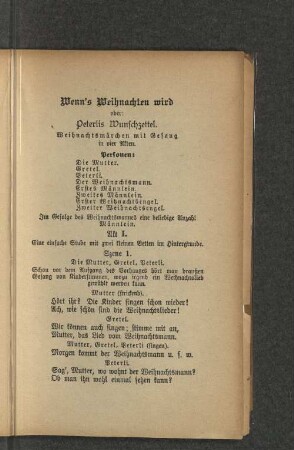 Wenn's Weihnachten wird
oder:
Peterlis Wunschzettel.
Weihnachtsmärchen mit Gesang
in vier Akten.
Personen:
Die Mutter.
Gretel.
Peterli.
Der Weihnachtsmann.
Erstes Männlein.
Zweites Männlein.
Erster Weihnachtsengel.
Zweiter Weihnachtsengel.
Im Gefolge des Weihnachtsmannes eine beliebige Anzahl
Männlein.
Akt I.
Eine einfache Stube mit zwei kleinen Betten im Hintergrunde.
Szene 1.
Die Mutter, Gretel, Peterli.
Schon vor dem Aufgang des Vorhanges hört man draußen
Gesang von Kinderstimmen, wozu irgend ein Weihnachtslied
gewählt werden kann.
Mutter (strickend).
Hört ihr? Die Kinder singen schon wieder!
Ach, wie schön sind die Weihnachtslieder!
Gretel.
Wir können auch singen; stimme mit an,
Mutter, das Lied vom Weihnachtsmann.
Mutter, Gretel, Peterli (singen).
Morgen kommt der Weihnachtsmann u. s. w.
Peterli.
Sag', Mutter, wo wohnt der Weihnachtsmann?
Ob man ihn wohl einmal sehen kann?